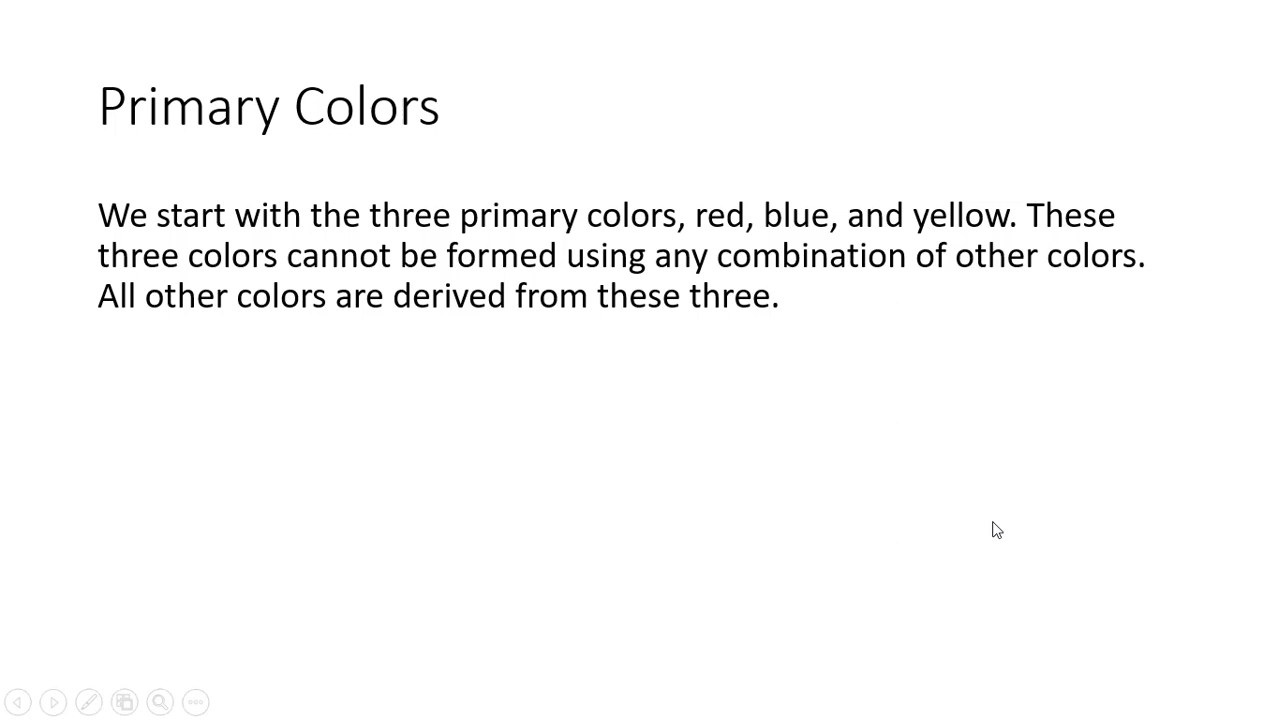 Primary Colors
We start with the three primary colors, red, blue, and yellow. These
three colors cannot be formed using any combination of other colors.
All other colors are derived from these three.